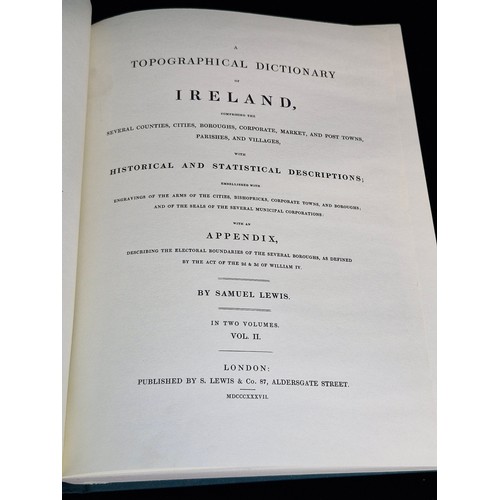 A
TOPOGRAPHICAL DICTIONARY
OF
IRELAND,
COMPRISING THE
SEVERAL COUNTIES, CITIES, BOROUGHS, CORPORATE, MARKET, AND POST TOWNS,
PARISHES, AND VILLAGES,
WITH
HISTORICAL AND STATISTICAL DESCRIPTIONS;
EMBELLISHED WITH
ENGRAVINGS OF THE ARMS OF THE CITIES, BISHOPRICKS, CORPORATE TOWNS, AND BOROUGHS;
AND OF THE SEALS OF THE SEVERAL MUNICIPAL CORPORATIONS:
WITH AN
APPENDIX,
DESCRIBING THE ELECTORAL BOUNDARIES OF THE SEVERAL BOROUGHS, AS DEFINED
BY THE ACT OF THE 2d & 3d OF WILLIAM IV.
BY SAMUEL LEWIS.
IN TWO VOLUMES.
VOL. II.
LONDON:
PUBLISHED BY S. LEWIS & Co. 87, ALDERSGATE STREET.
MDCCCXXXVII.